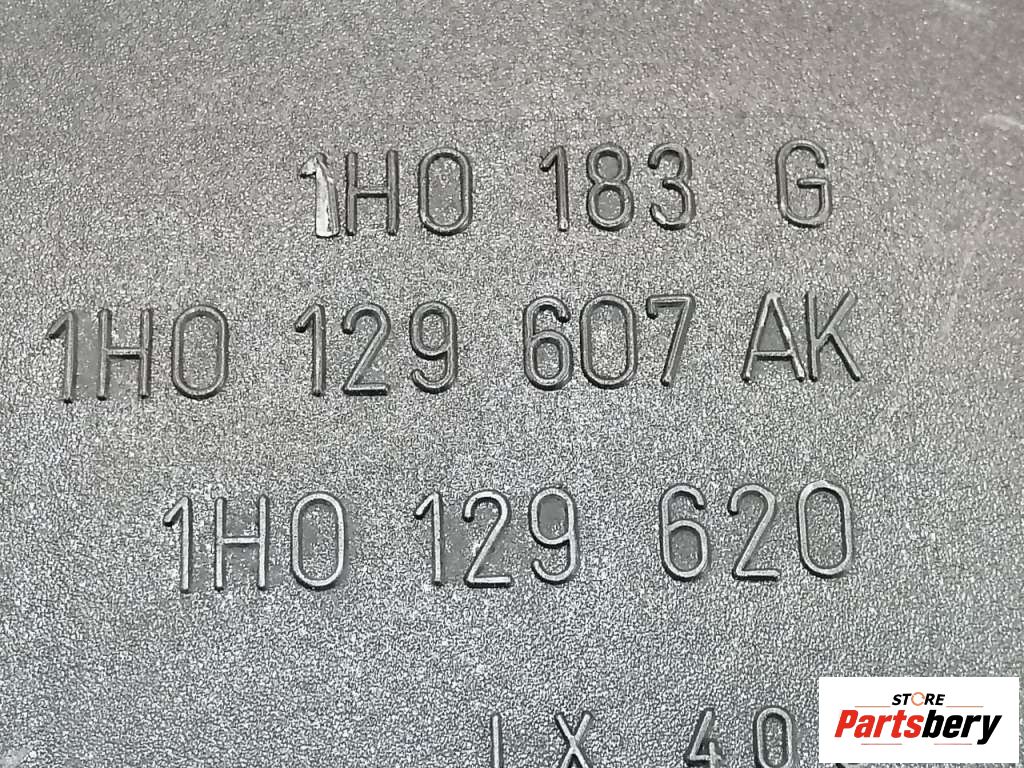 1H0 183 G
1H0 129 607 AK
1H0 129 620
STORE
Partsbery